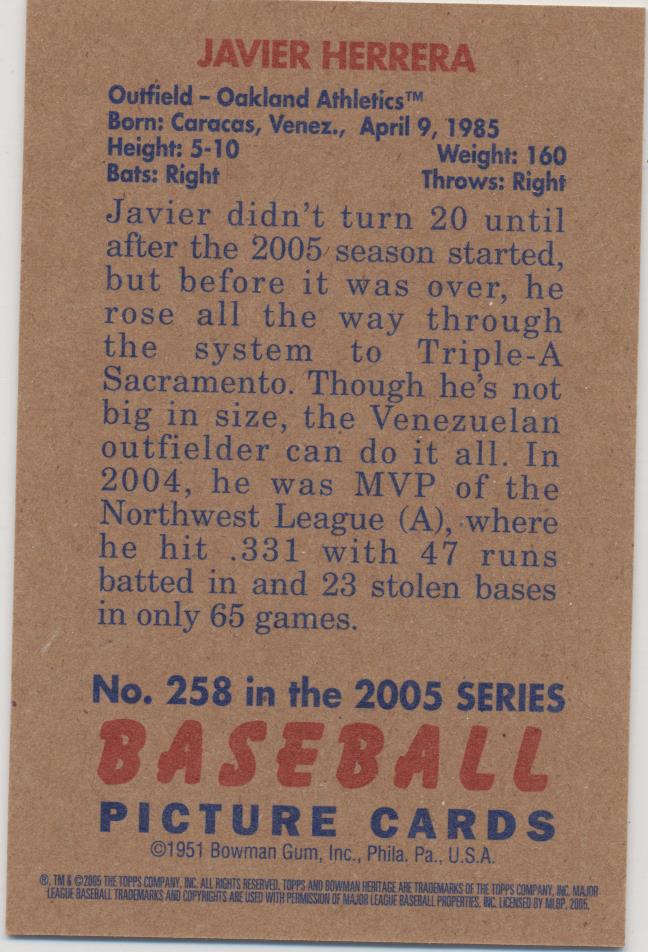 JAVIER HERRERA
Outfield – Oakland Athletics™
Born: Caracas, Venez., April 9, 1985
Height: 5-10 Weight: 160
Bats: Right Throws: Right
Javier didn't turn 20 until
after the 2005 season started,
but before it was over, he
rose all the way through
the system to Triple-A
Sacramento. Though he's not
big in size, the Venezuelan
outfielder can do it all. In
2004, he was MVP of the
Northwest League (A), where
he hit .331 with 47 runs
batted in and 23 stolen bases
in only 65 games.
No. 258 in the 2005 SERIES
BASEBALL
PICTURE CARDS
©1951 Bowman Gum, Inc., Phila. Pa., U.S.A.
®, TM & ©2005 THE TOPPS COMPANY, INC. ALL RIGHTS RESERVED. TOPPS AND BOWMAN HERITAGE ARE TRADEMARKS OF THE TOPPS COMPANY, INC. MAJOR
LEAGUE BASEBALL TRADEMARKS AND COPYRIGHTS ARE USED WITH PERMISSION OF MAJOR LEAGUE BASEBALL PROPERTIES, INC. LICENSED BY MLBP, 2005.